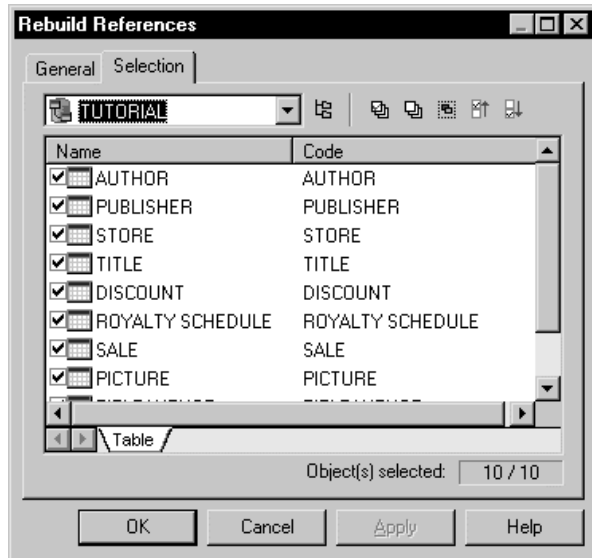 Rebuild References
General Selection
TUTORIAL
Name Code
AUTHOR AUTHOR
PUBLISHER PUBLISHER
STORE STORE
TITLE TITLE
DISCOUNT DISCOUNT
ROYALTY SCHEDULE ROYALTY SCHEDULE
SALE SALE
PICTURE PICTURE
Table
Object(s) selected: 10 / 10
OK Cancel Apply Help